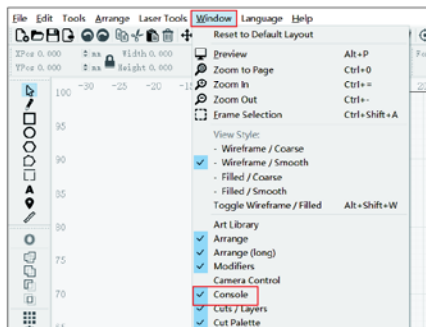 File Edit Tools Arrange Laser Tools Window Language Help
Reset to Default Layout
XPos 0.000 mm Width 0.000
YPos 0.000 mm Height 0.000
Preview Alt+P
Zoom to Page Ctrl+0
Zoom In Ctrl+=
Zoom Out Ctrl+-
Frame Selection Ctrl+Shift+A
View Style:
- Wireframe / Coarse
- Wireframe / Smooth
- Filled / Coarse
- Filled / Smooth
Toggle Wireframe / Filled Alt+Shift+W
Art Library
Arrange
Arrange (long)
Modifiers
Camera Control
Console
Cuts / Layers
Cut Palette
-30 -25 -20
100
95
90
85
80
75
70